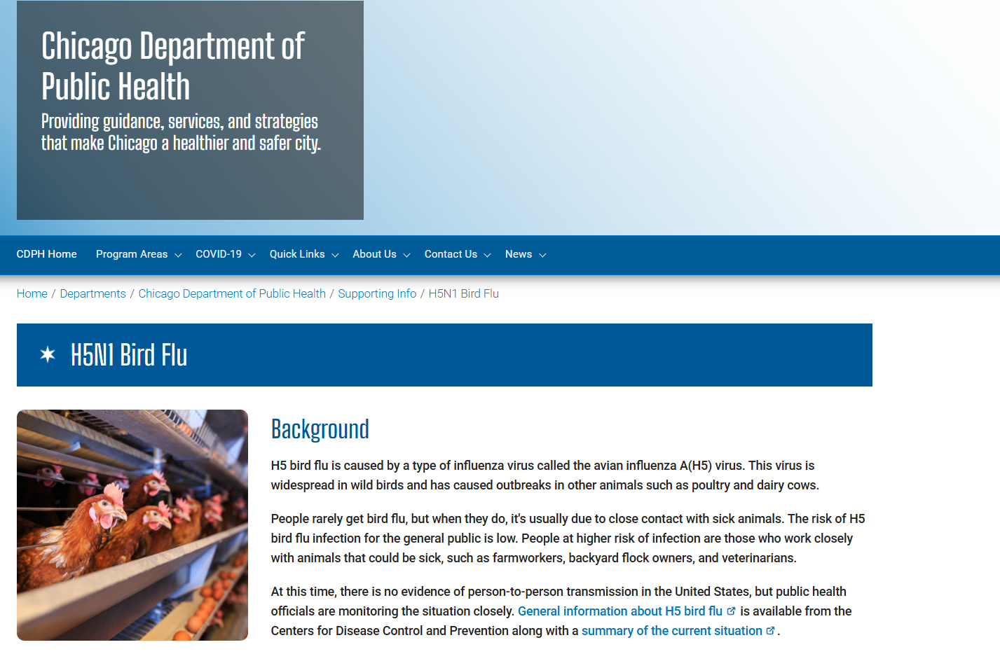 Chicago Department of
Public Health
Providing guidance, services, and strategies
that make Chicago a healthier and safer city.
CDPH Home Program Areas COVID-19 Quick Links About Us Contact Us News
Home / Departments / Chicago Department of Public Health / Supporting Info / H5N1 Bird Flu
H5N1 Bird Flu
Background
H5 bird flu is caused by a type of influenza virus called the avian influenza A(H5) virus. This virus is
widespread in wild birds and has caused outbreaks in other animals such as poultry and dairy cows.
People rarely get bird flu, but when they do, it's usually due to close contact with sick animals. The risk of H5
bird flu infection for the general public is low. People at higher risk of infection are those who work closely
with animals that could be sick, such as farmworkers, backyard flock owners, and veterinarians.
At this time, there is no evidence of person-to-person transmission in the United States, but public health
officials are monitoring the situation closely. General information about H5 bird flu is available from the
Centers for Disease Control and Prevention along with a summary of the current situation .